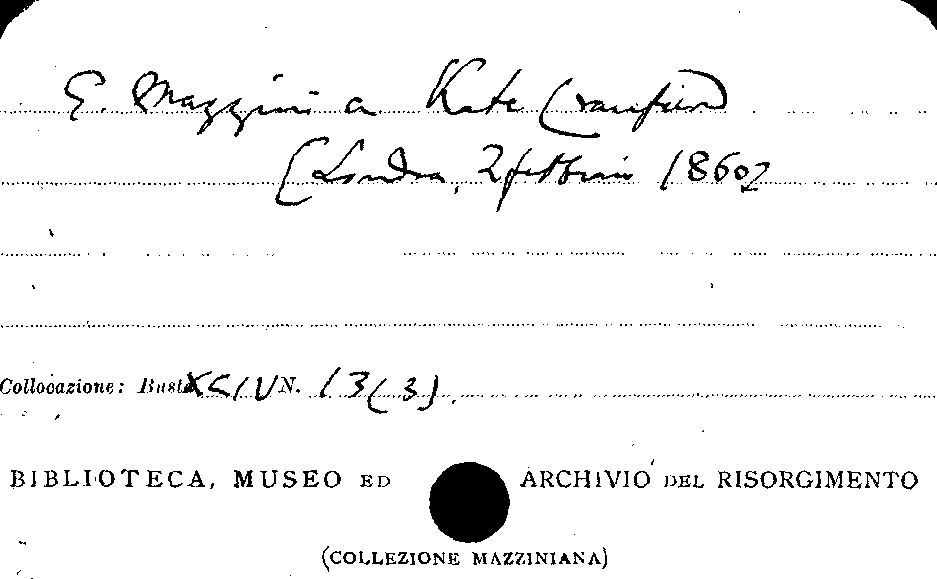 G. Mazzini a Kate Craufurd
[Londra, 2 febbraio 1860]
Collocazione: Busta XCIV N. 13(3).
BIBLIOTECA, MUSEO ED ARCHIVIO DEL RISORGIMENTO
(COLLEZIONE MAZZINIANA)